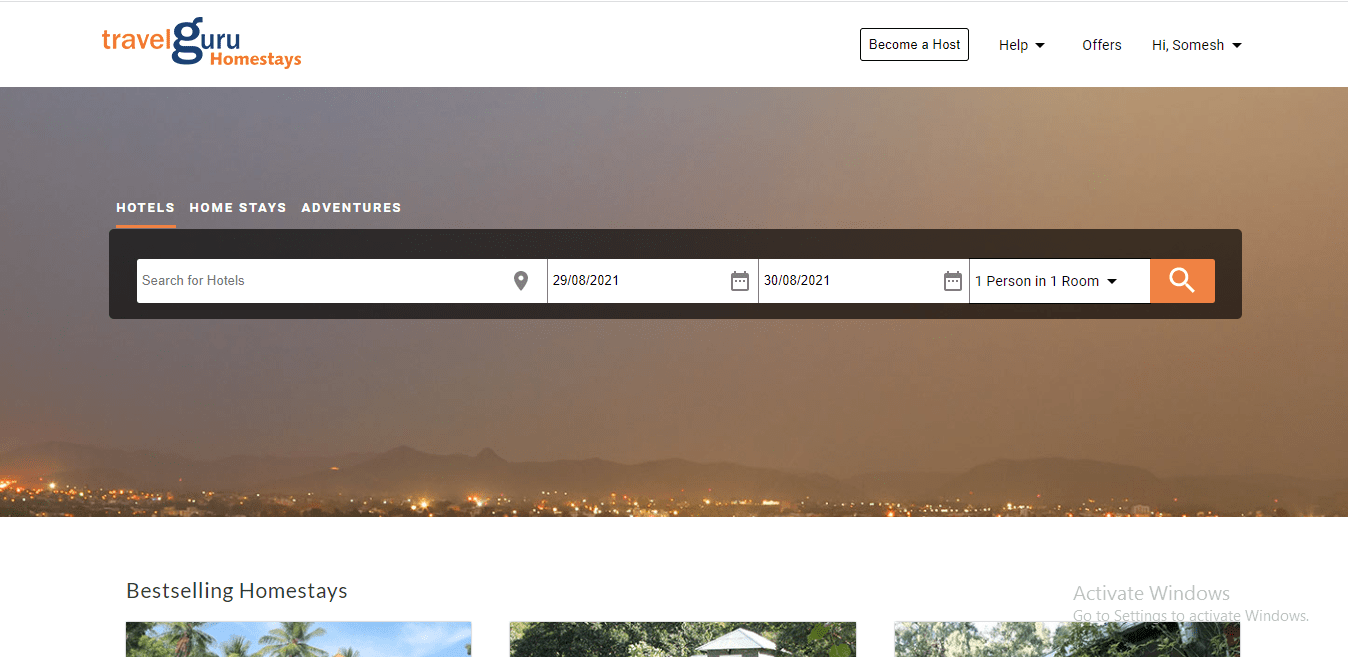 travelguru
Homestays
Become a Host
Help
Offers
Hi, Somesh
HOTELS HOME STAYS ADVENTURES
Search for Hotels
29/08/2021
30/08/2021
1 Person in 1 Room
Bestselling Homestays
Activate Windows
Go to Settings to activate Windows.